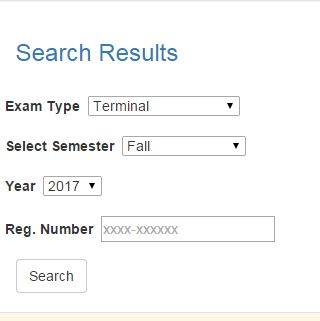 Search Results
Exam Type Terminal
Select Semester Fall
Year 2017
Reg. Number xxxx-xxxxxx
Search